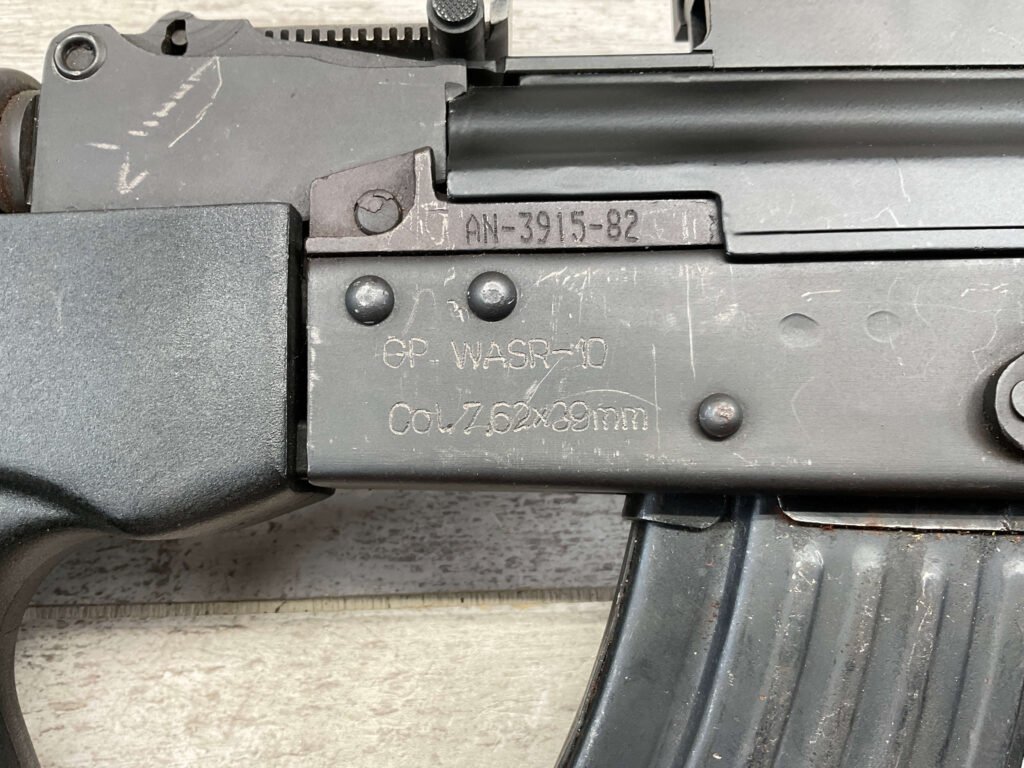 AN-3915-82
GP WASR-10
Cal 7,62x39mm